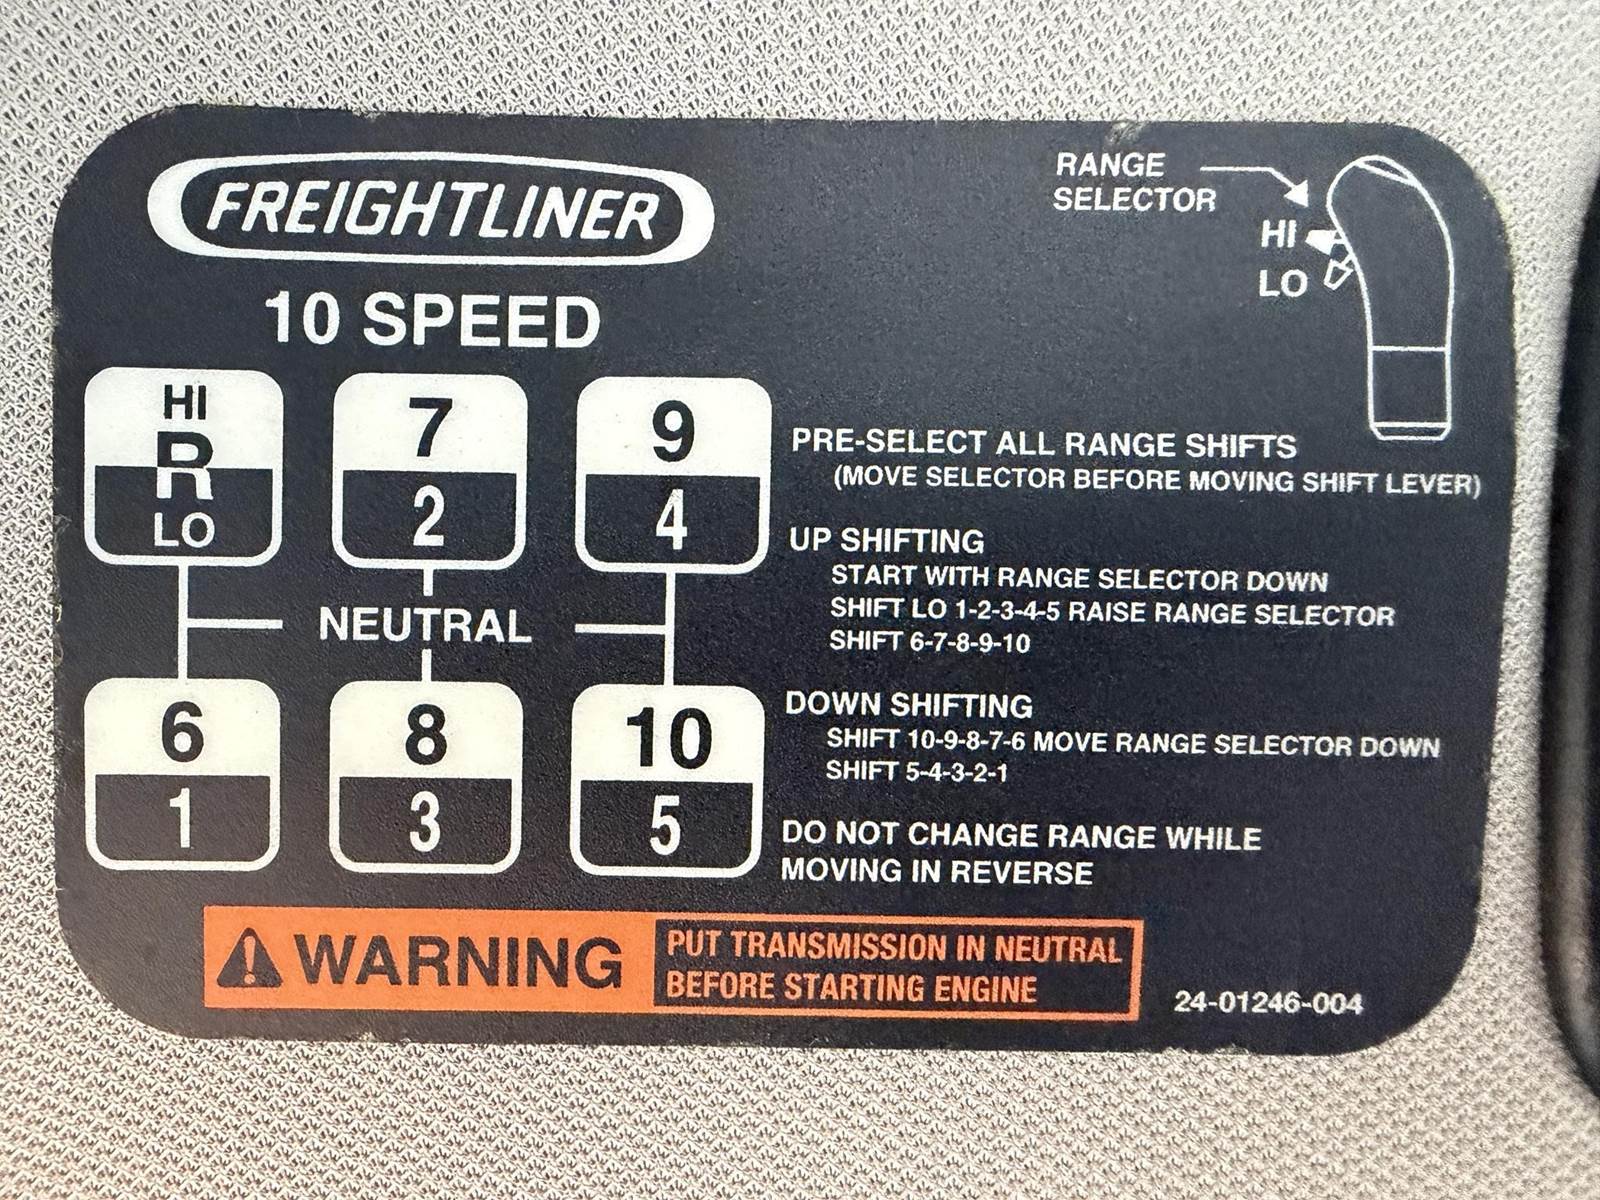 FREIGHTLINER
10 SPEED
RANGE
SELECTOR
HI
LO
HI
R
LO
7
2
9
4
NEUTRAL
6
1
8
3
10
5
PRE-SELECT ALL RANGE SHIFTS
(MOVE SELECTOR BEFORE MOVING SHIFT LEVER)
UP SHIFTING
START WITH RANGE SELECTOR DOWN
SHIFT LO 1-2-3-4-5 RAISE RANGE SELECTOR
SHIFT 6-7-8-9-10
DOWN SHIFTING
SHIFT 10-9-8-7-6 MOVE RANGE SELECTOR DOWN
SHIFT 5-4-3-2-1
DO NOT CHANGE RANGE WHILE
MOVING IN REVERSE
WARNING
PUT TRANSMISSION IN NEUTRAL
BEFORE STARTING ENGINE
24-01246-004